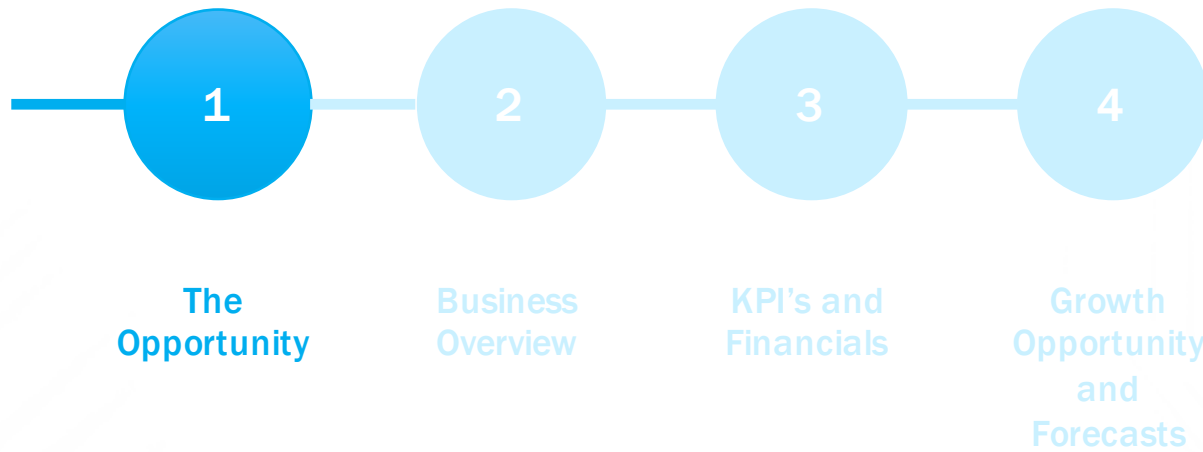 1
2
3
4
The
Opportunity
Business
Overview
KPI's and
Financials
Growth
Opportunity
and
Forecasts